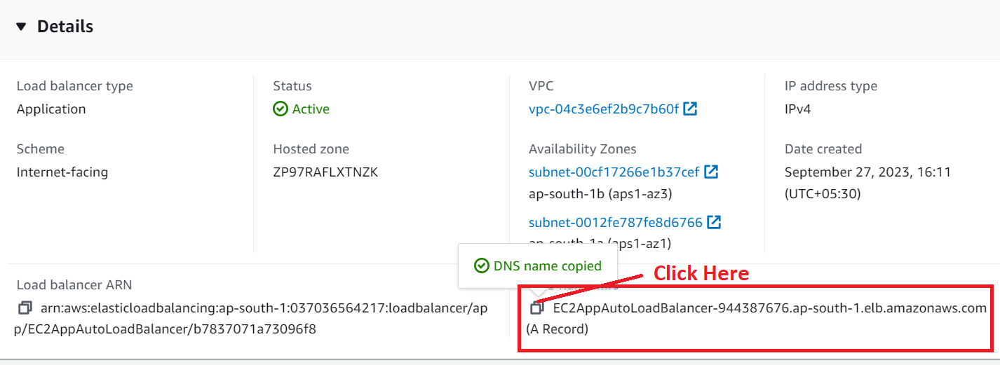 Details
Load balancer type
Application
Status
Active
VPC
vpc-04c3e6ef2b9c7b60f
IP address type
IPv4
Scheme
Internet-facing
Hosted zone
ZP97RAFLXTNZK
Availability Zones
subnet-00cf17266e1b37cef
ap-south-1b (aps1-az3)
subnet-0012fe787fe8d6766
ap-south-1a (aps1-az1)
Date created
September 27, 2023, 16:11
(UTC+05:30)
DNS name copied
Click Here
Load balancer ARN
arn:aws:elasticloadbalancing:ap-south-1:037036564217:loadbalancer/ap
p/EC2AppAutoLoadBalancer/b7837071a73096f8
EC2AppAutoLoadBalancer-944387676.ap-south-1.elb.amazonaws.com
(A Record)